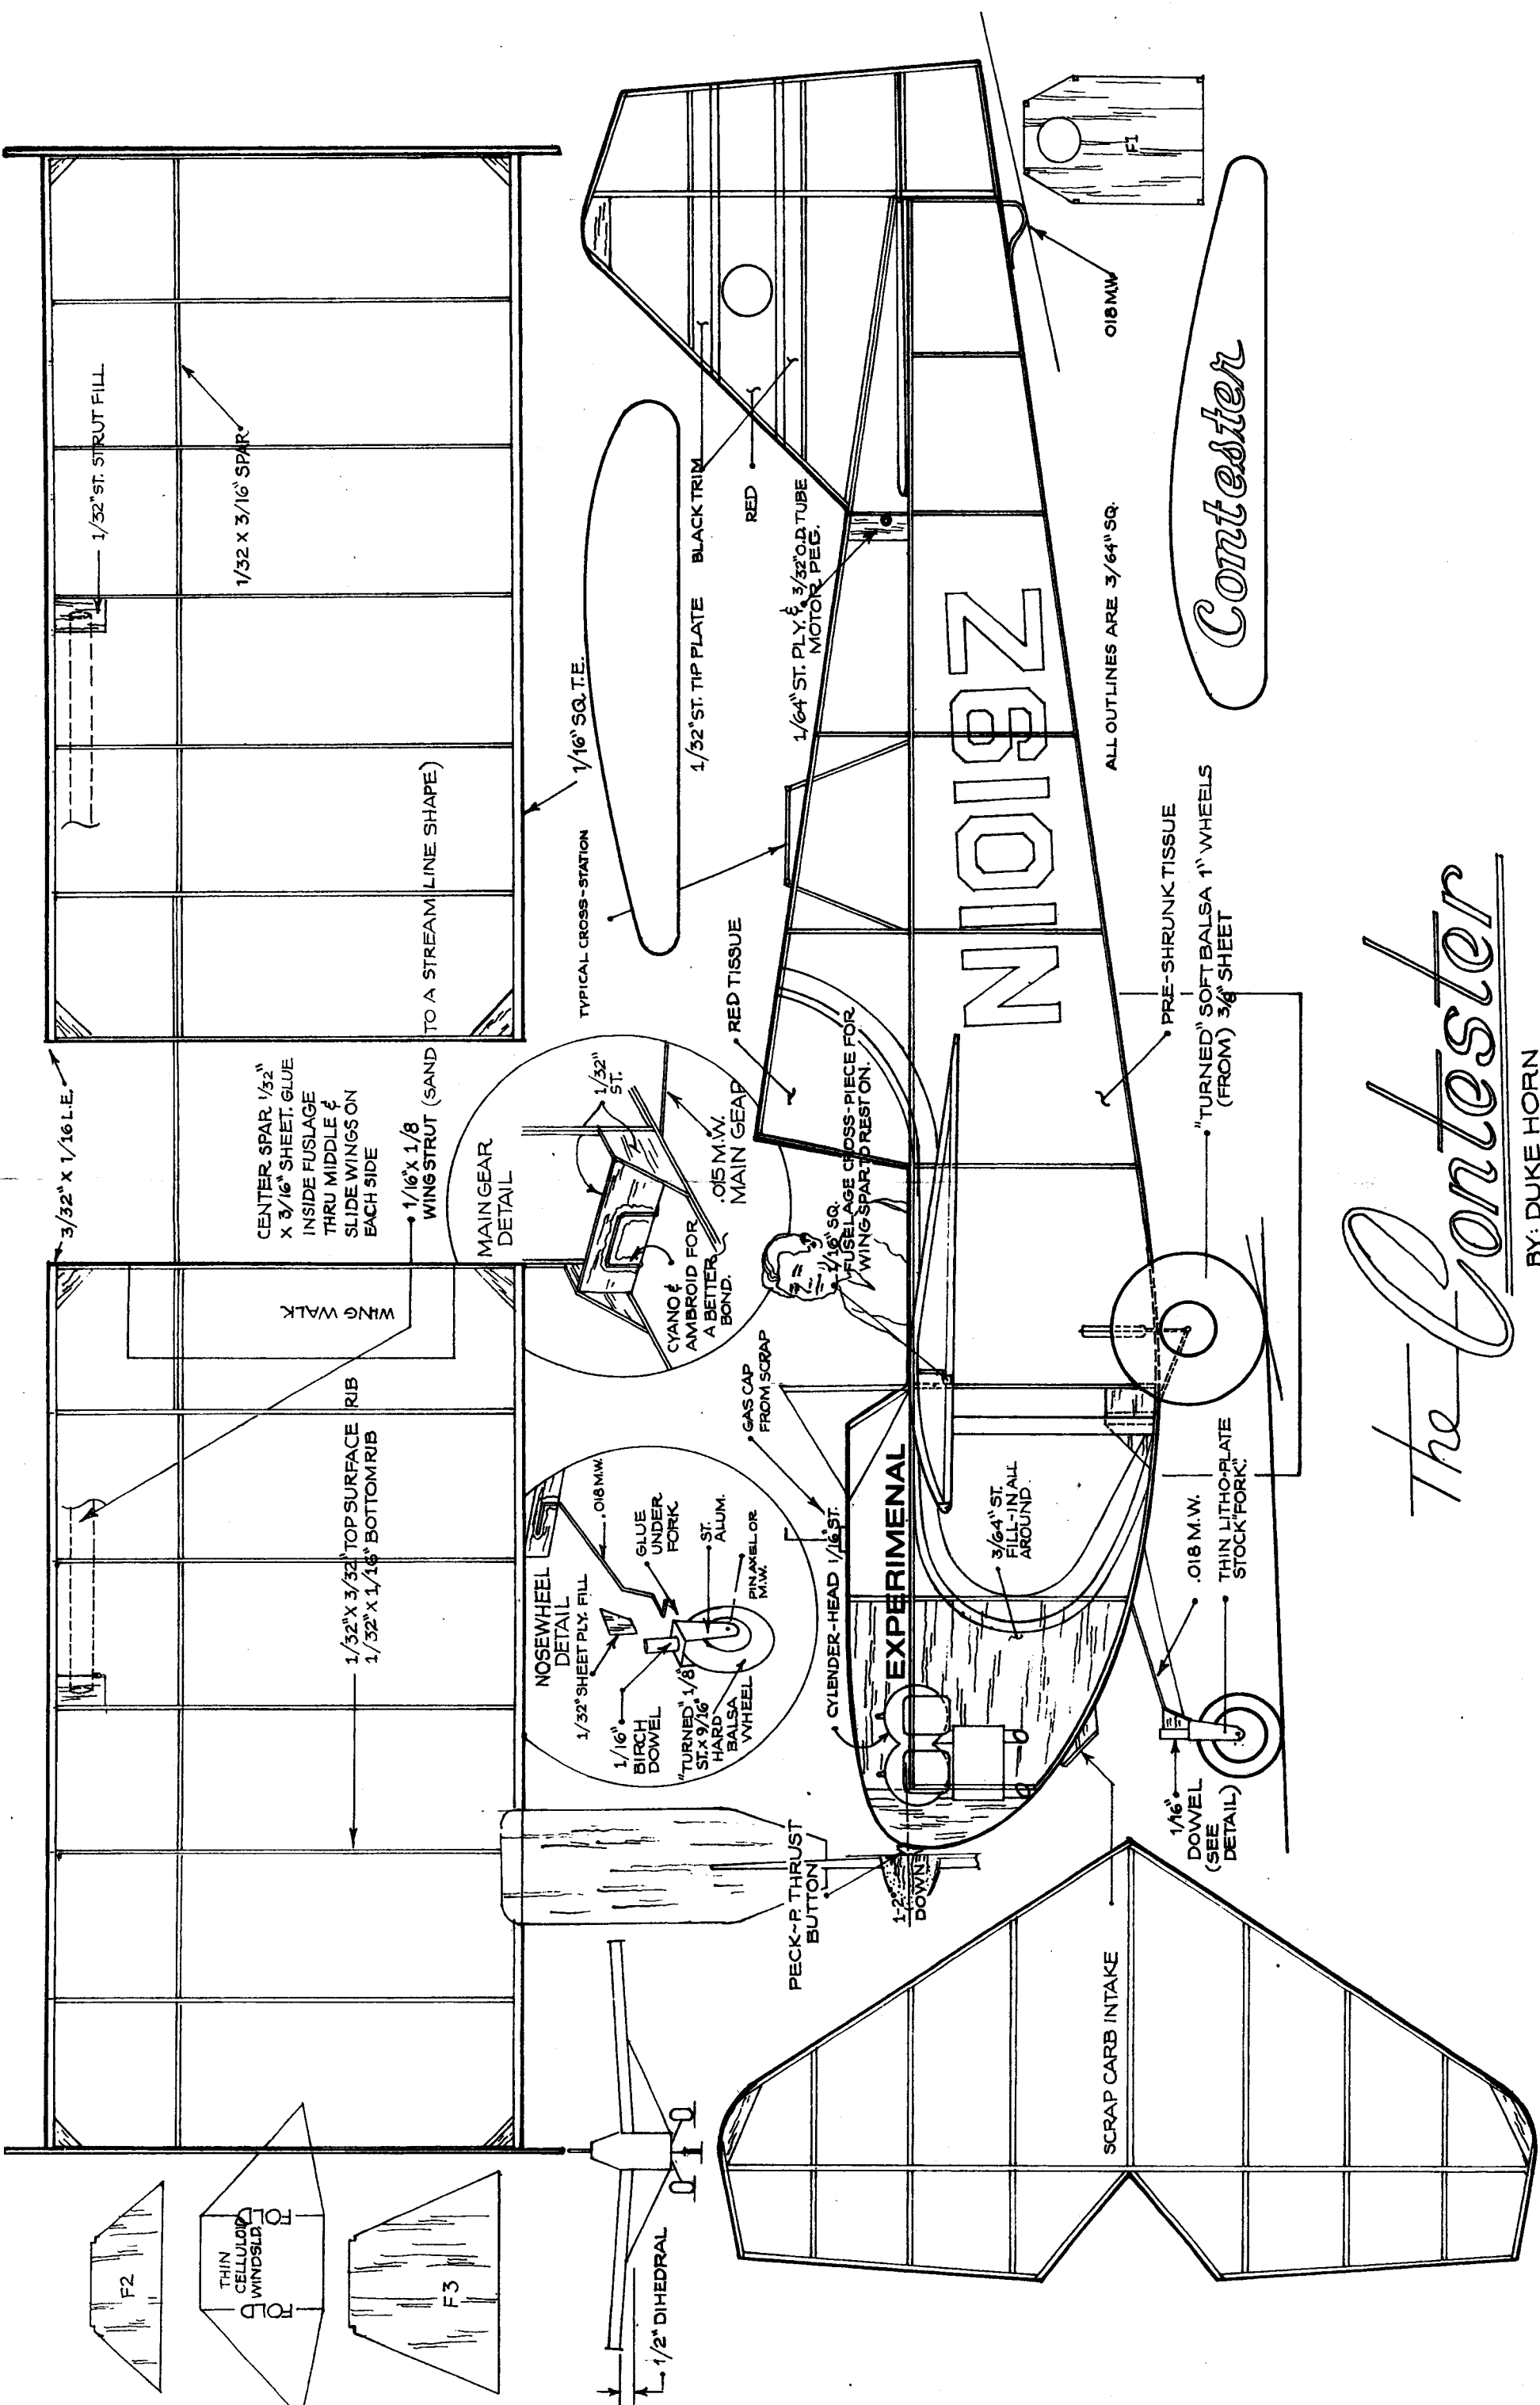 3/32" x 1/16 L.E.
1/32" ST. STRUT FILL
1/32 X 3/16" SPAR
1/16" SQ. T.E.
CENTER SPAR 1/32"
X 3/16" SHEET. GLUE
INSIDE FUSLAGE
THRU MIDDLE &
SLIDE WINGS ON
EACH SIDE
1/16" X 1/8
WING STRUT (SAND TO A STREAM LINE SHAPE)
WING WALK
1/32" X 3/32" TOP SURFACE RIB
1/32" X 1/16" BOTTOM RIB
F2
THIN
CELLULOID
WINDSLD.
FOLD
FOLD
F3
1/2" DIHEDRAL
NOSEWHEEL
DETAIL
1/32" SHEET PLY. FILL
.018 M.W.
GLUE
UNDER
FORK
ST.
ALUM.
PIN AXEL OR
M.W.
1/16"
BIRCH
DOWEL
"TURNED" 1/8"
ST. X 9/16"
HARD
BALSA
WHEEL
MAIN GEAR
DETAIL
1/32"
ST.
.015 M.W.
MAIN GEAR
CYANO &
AMBROID FOR
A BETTER
BOND.
TYPICAL CROSS-STATION
1/32" ST. TIP PLATE
BLACK TRIM
RED
1/64" ST. PLY. & 3/32" O.D. TUBE
MOTOR PEG.
RED TISSUE
1/16" SQ.
FUSELAGE CROSS-PIECE FOR
WING SPAR TO REST ON.
GAS CAP
FROM SCRAP
CYLENDER-HEAD 1/16" ST.
EXPERIMENAL
3/64" ST.
FILL-IN ALL
AROUND.
PECK~P. THRUST
BUTTON
1-2°
DOWN
N1019Z
F1
.018 M.W.
ALL OUTLINES ARE 3/64" SQ.
Contester
PRE-SHRUNK TISSUE
"TURNED" SOFT BALSA 1" WHEELS
(FROM) 3/8" SHEET
.018 M.W.
THIN LITHO-PLATE
STOCK "FORK".
1/16"
DOWEL
(SEE
DETAIL)
SCRAP CARB INTAKE
The Contester
BY: DUKE HORN